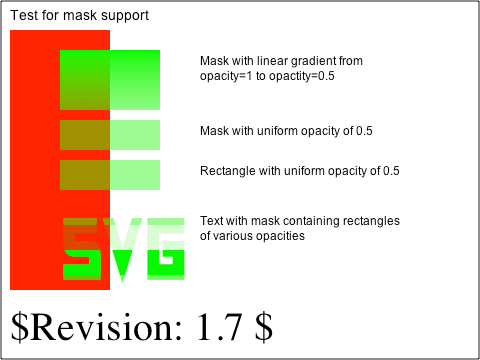 Test for mask support
Mask with linear gradient from
opacity=1 to opactity=0.5
Mask with uniform opacity of 0.5
Rectangle with uniform opacity of 0.5
SVG
Text with mask containing rectangles
of various opacities
$Revision: 1.7 $